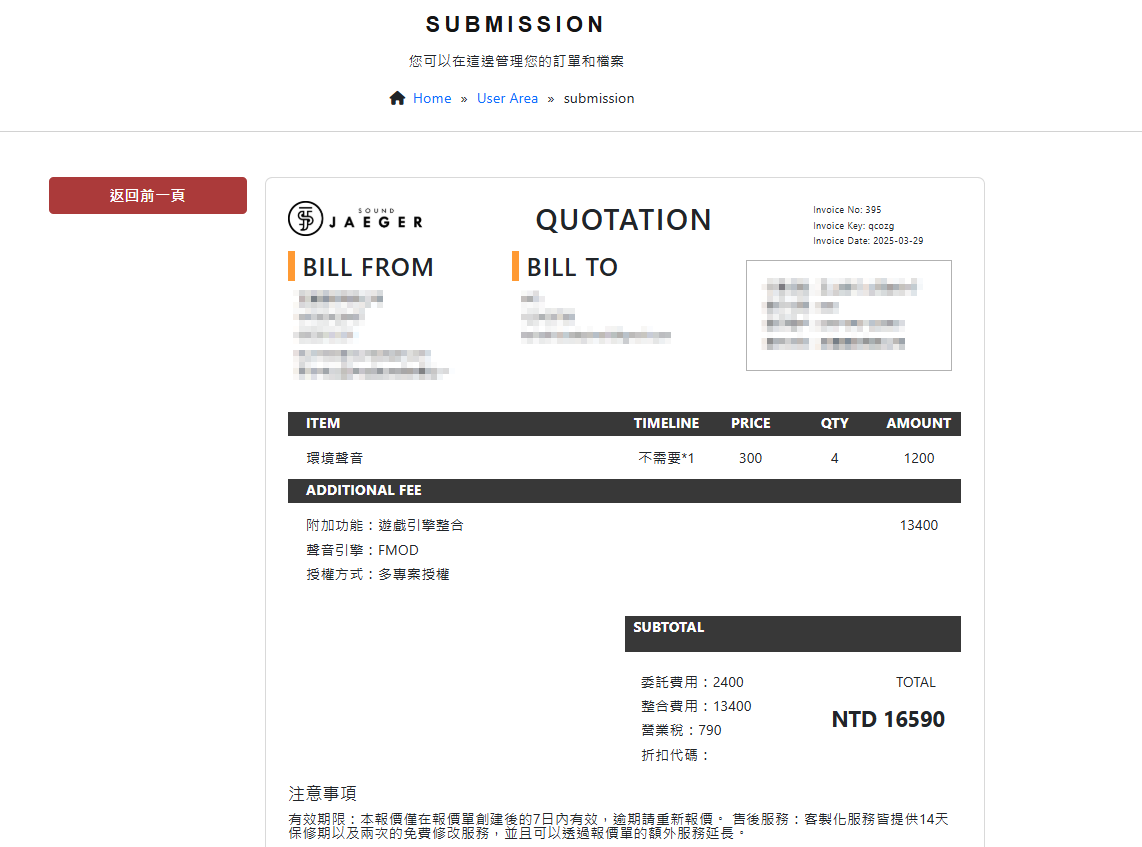 SUBMISSION
您可以在這邊管理您的訂單和檔案
Home » User Area » submission
返回前一頁
SOUND
JAEGER
QUOTATION
Invoice No: 395
Invoice Key: qcozg
Invoice Date: 2025-03-29
BILL FROM
BILL TO
ITEM TIMELINE PRICE QTY AMOUNT
環境聲音 不需要*1 300 4 1200
ADDITIONAL FEE
附加功能：遊戲引擎整合 13400
聲音引擎：FMOD
授權方式：多專案授權
SUBTOTAL
委託費用：2400 TOTAL
整合費用：13400
NTD 16590
營業稅：790
折扣代碼：
注意事項
有效期限：本報價僅在報價單創建後的7日內有效，逾期請重新報價。 售後服務：客製化服務皆提供14天
保修期以及兩次的免費修改服務，並且可以透過報價單的額外服務延長。